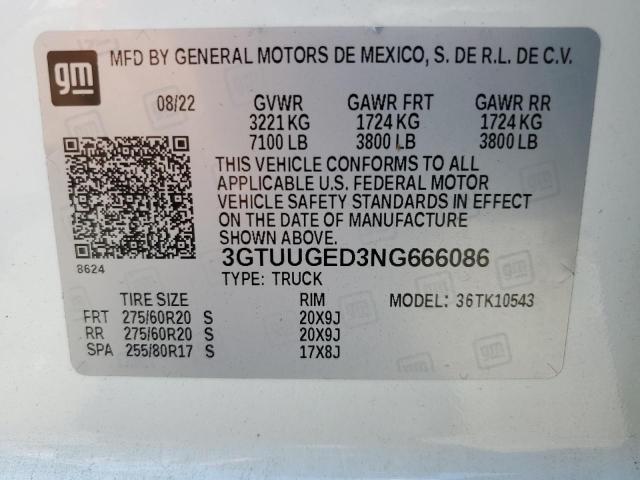 gm MFD BY GENERAL MOTORS DE MEXICO, S. DE R.L. DE C.V.
08/22 GVWR GAWR FRT GAWR RR
3221 KG 1724 KG 1724 KG
7100 LB 3800 LB 3800 LB
THIS VEHICLE CONFORMS TO ALL
APPLICABLE U.S. FEDERAL MOTOR
VEHICLE SAFETY STANDARDS IN EFFECT
ON THE DATE OF MANUFACTURE
SHOWN ABOVE.
8624 3GTUUGED3NG666086
TYPE: TRUCK
TIRE SIZE RIM MODEL: 36TK10543
FRT 275/60R20 S 20X9J
RR 275/60R20 S 20X9J
SPA 255/80R17 S 17X8J